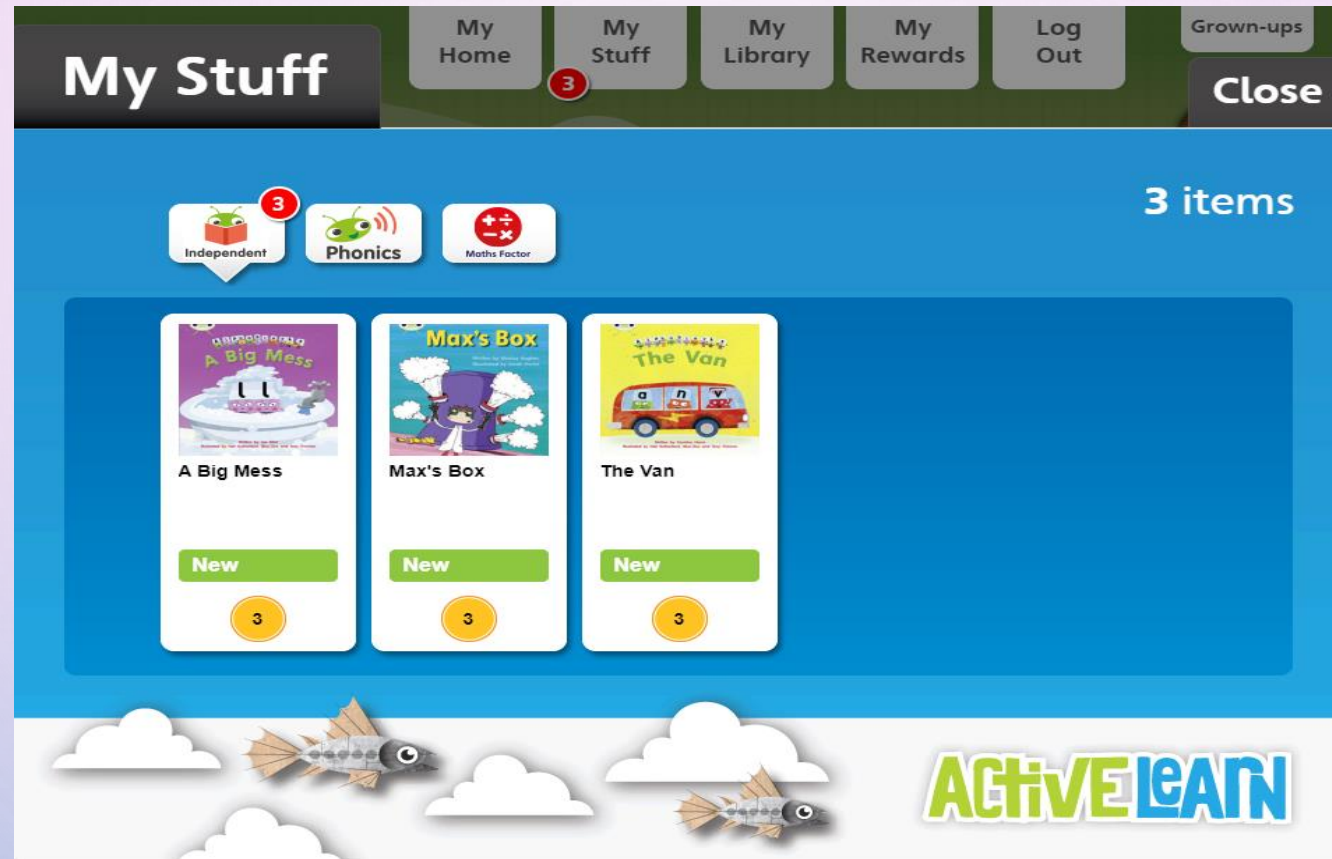 My Stuff
My Home
My Stuff
3
My Library
My Rewards
Log Out
Grown-ups
Close
3 items
Independent
3
Phonics
Maths Factor
A Big Mess
l l
Max's Box
The Van
a n v
A Big Mess
Max's Box
The Van
New
New
New
3
3
3
ACTIVE LEARN